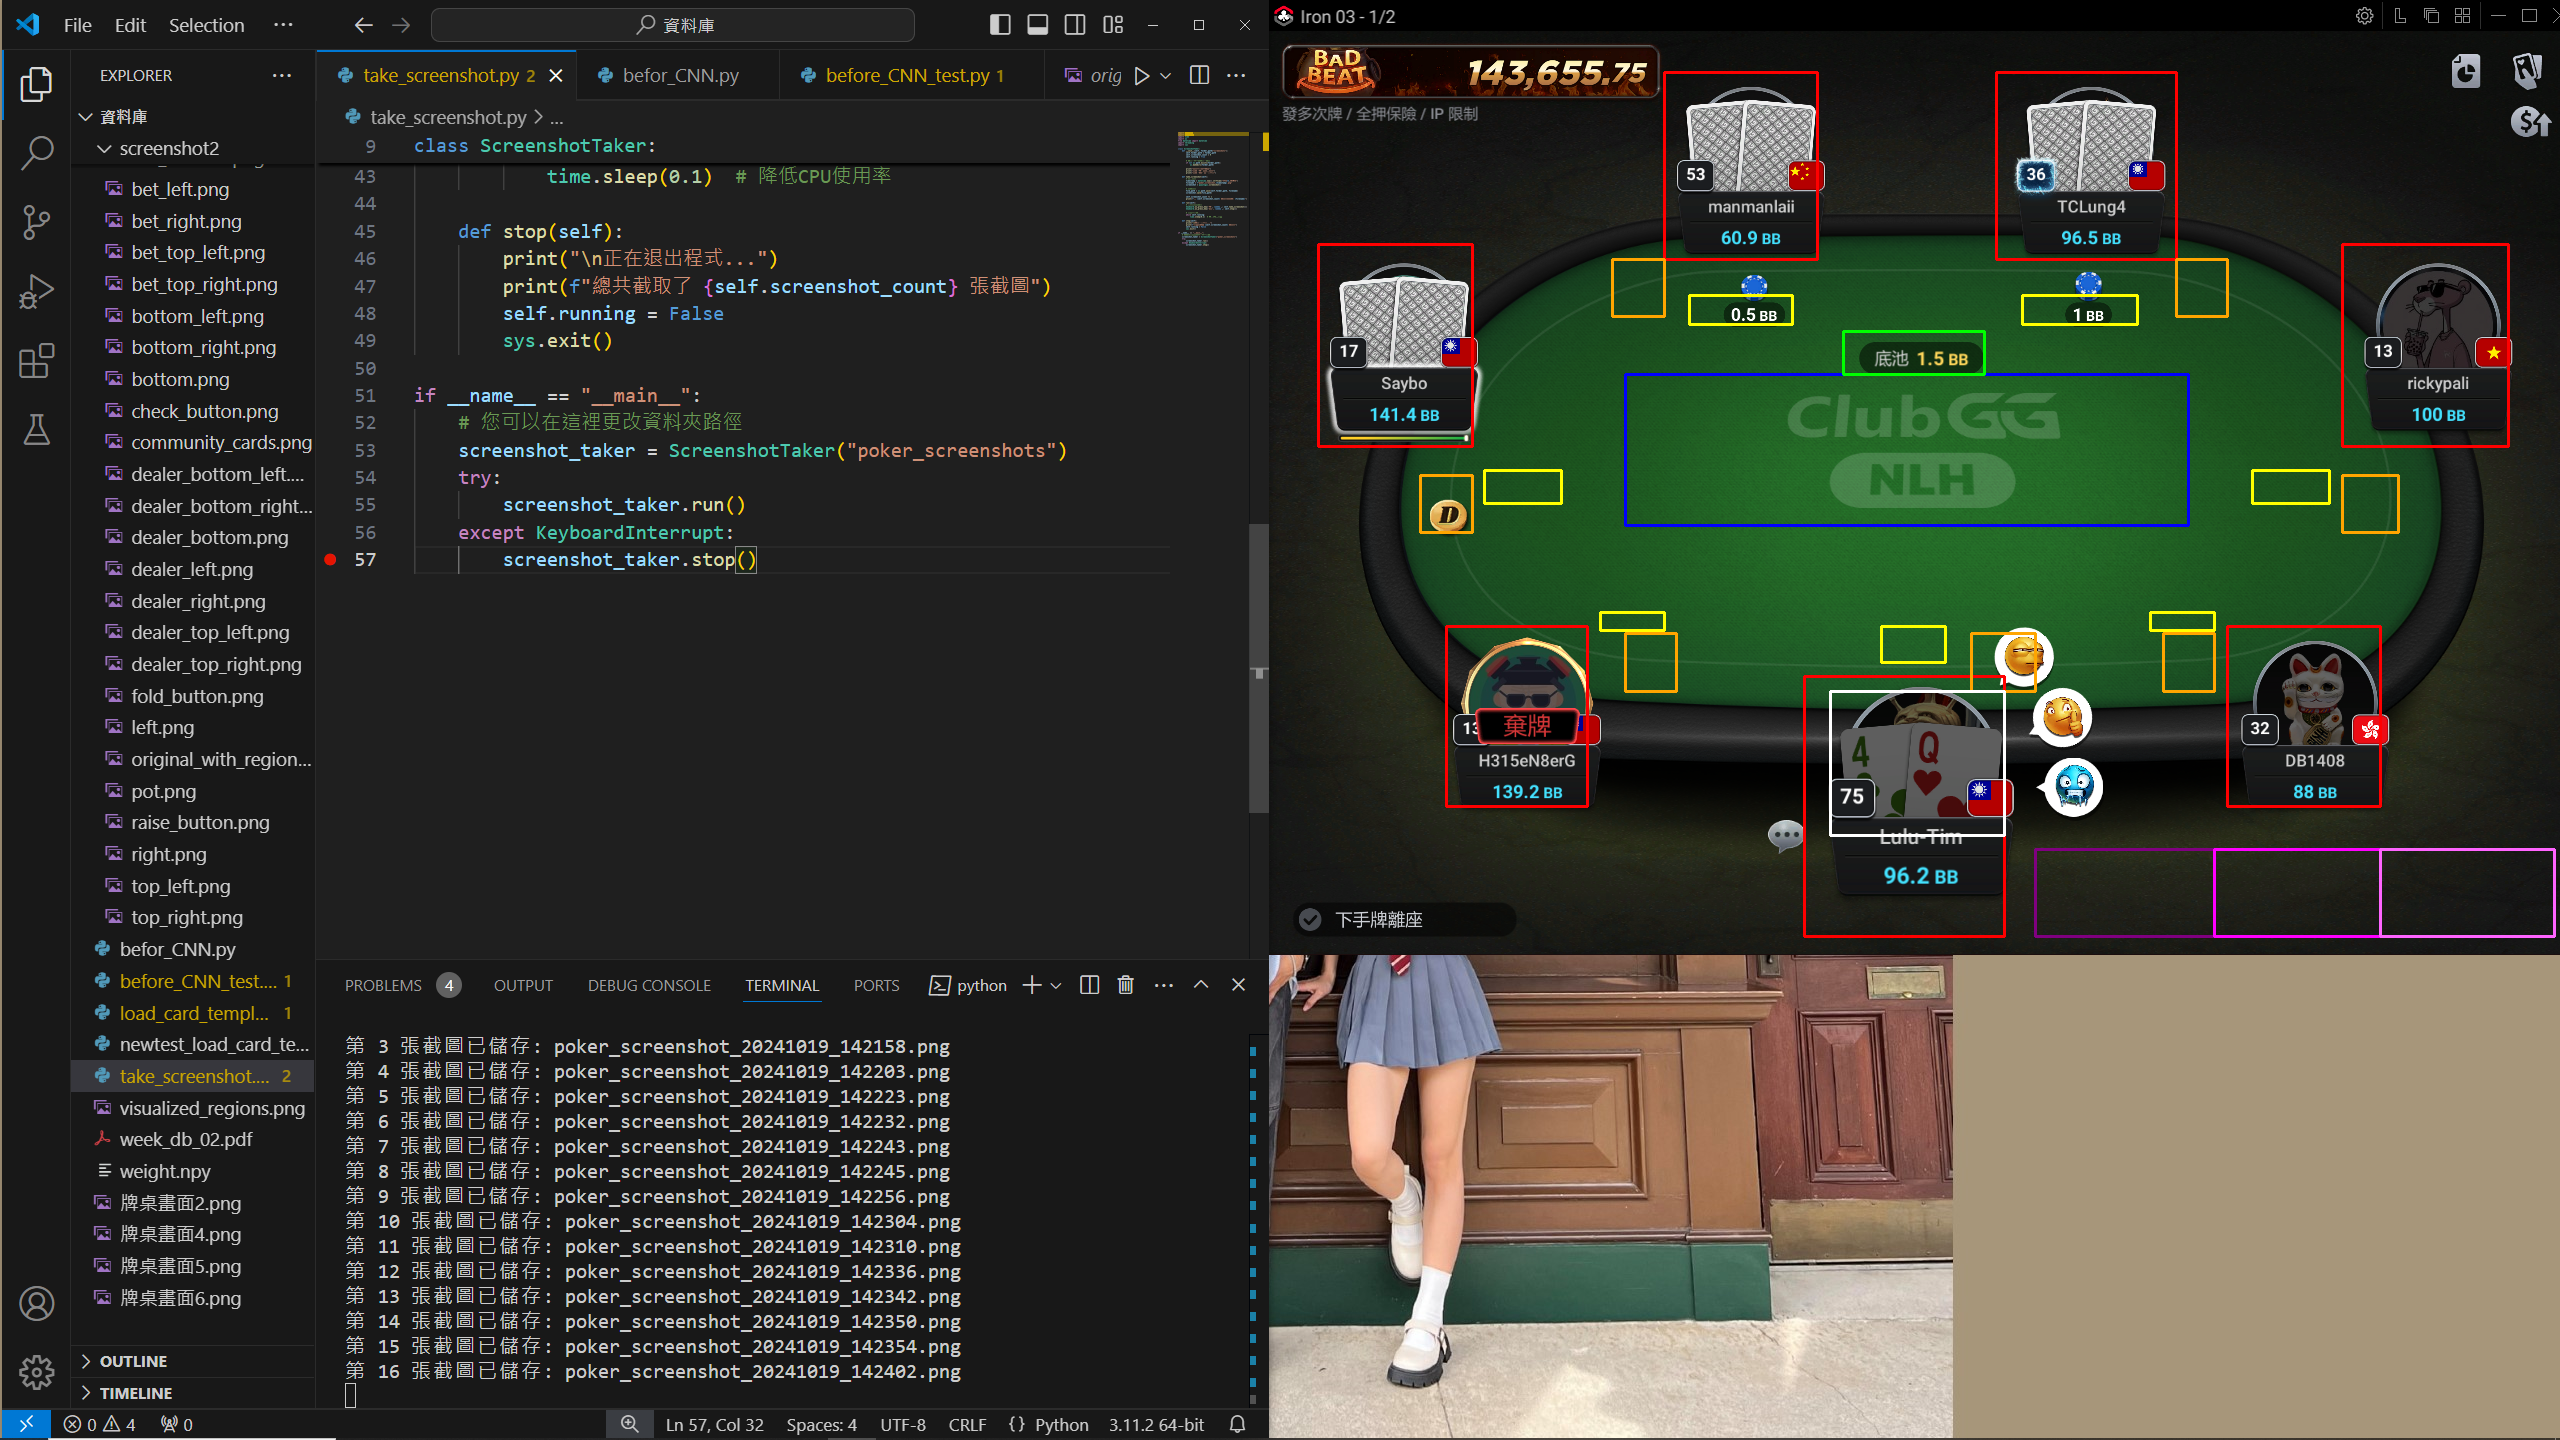 File Edit Selection ···
資料庫
EXPLORER
資料庫
screenshot2
bet_left.png
bet_right.png
bet_top_left.png
bet_top_right.png
bottom_left.png
bottom_right.png
bottom.png
check_button.png
community_cards.png
dealer_bottom_left....
dealer_bottom_right...
dealer_bottom.png
dealer_left.png
dealer_right.png
dealer_top_left.png
dealer_top_right.png
fold_button.png
left.png
original_with_region...
pot.png
raise_button.png
right.png
top_left.png
top_right.png
befor_CNN.py
before_CNN_test.... 1
load_card_templ... 1
newtest_load_card_te...
take_screenshot.... 2
visualized_regions.png
week_db_02.pdf
weight.npy
牌桌畫面2.png
牌桌畫面4.png
牌桌畫面5.png
牌桌畫面6.png
OUTLINE
TIMELINE
take_screenshot.py 2
befor_CNN.py
before_CNN_test.py 1
orig
take_screenshot.py > ...
9 class ScreenshotTaker:
43 time.sleep(0.1) # 降低CPU使用率
44
45 def stop(self):
46 print("\n正在退出程式...")
47 print(f"總共截取了 {self.screenshot_count} 張截圖")
48 self.running = False
49 sys.exit()
50
51 if __name__ == "__main__":
52 # 您可以在這裡更改資料夾路徑
53 screenshot_taker = ScreenshotTaker("poker_screenshots")
54 try:
55 screenshot_taker.run()
56 except KeyboardInterrupt:
57 screenshot_taker.stop()
PROBLEMS 4 OUTPUT DEBUG CONSOLE TERMINAL PORTS python
第 3 張截圖已儲存: poker_screenshot_20241019_142158.png
第 4 張截圖已儲存: poker_screenshot_20241019_142203.png
第 5 張截圖已儲存: poker_screenshot_20241019_142223.png
第 6 張截圖已儲存: poker_screenshot_20241019_142232.png
第 7 張截圖已儲存: poker_screenshot_20241019_142243.png
第 8 張截圖已儲存: poker_screenshot_20241019_142245.png
第 9 張截圖已儲存: poker_screenshot_20241019_142256.png
第 10 張截圖已儲存: poker_screenshot_20241019_142304.png
第 11 張截圖已儲存: poker_screenshot_20241019_142310.png
第 12 張截圖已儲存: poker_screenshot_20241019_142336.png
第 13 張截圖已儲存: poker_screenshot_20241019_142342.png
第 14 張截圖已儲存: poker_screenshot_20241019_142350.png
第 15 張截圖已儲存: poker_screenshot_20241019_142354.png
第 16 張截圖已儲存: poker_screenshot_20241019_142402.png
0 4 0
Ln 57, Col 32 Spaces: 4 UTF-8 CRLF {} Python 3.11.2 64-bit
Iron 03 - 1/2
L
BAD BEAT 143,655.75
發多次牌 / 全押保險 / IP 限制
53
manmanlaii
60.9 BB
36
TCLung4
96.5 BB
17
Saybo
141.4 BB
13
rickypali
100 BB
0.5 BB
1 BB
底池 1.5 BB
ClubGG
NLH
D
13
棄牌
H315eN8erG
139.2 BB
4 Q
75
Lulu-Tim
96.2 BB
32
DB1408
88 BB
下手牌離座